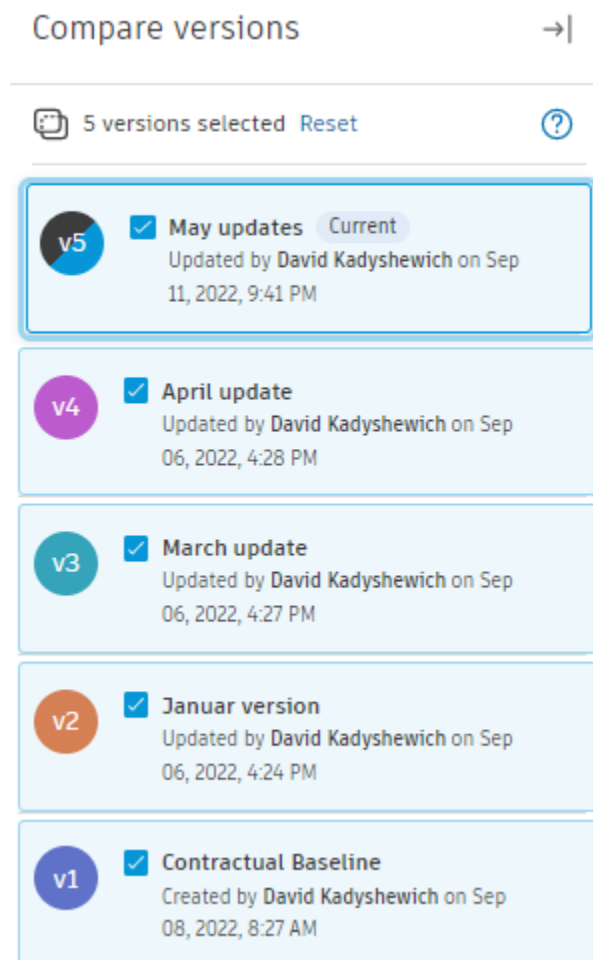 Compare versions
5 versions selected Reset
v5 May updates Current
Updated by David Kadyshewich on Sep
11, 2022, 9:41 PM
v4 April update
Updated by David Kadyshewich on Sep
06, 2022, 4:28 PM
v3 March update
Updated by David Kadyshewich on Sep
06, 2022, 4:27 PM
v2 Januar version
Updated by David Kadyshewich on Sep
06, 2022, 4:24 PM
v1 Contractual Baseline
Created by David Kadyshewich on Sep
08, 2022, 8:27 AM